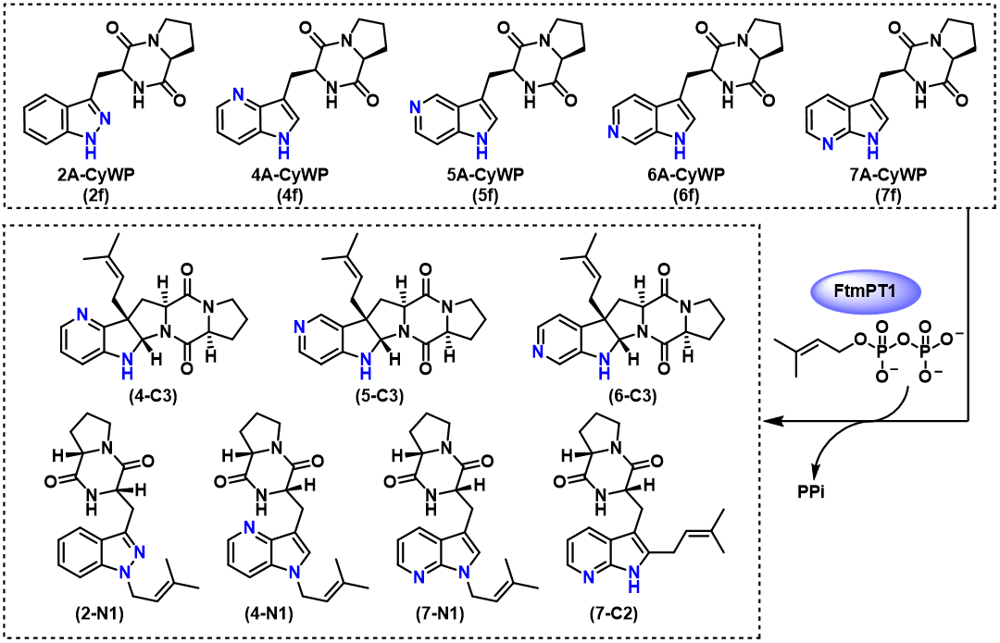 2A-CyWP
(2f)
4A-CyWP
(4f)
5A-CyWP
(5f)
6A-CyWP
(6f)
7A-CyWP
(7f)
FtmPT1
PPi
(4-C3)
(5-C3)
(6-C3)
(2-N1)
(4-N1)
(7-N1)
(7-C2)